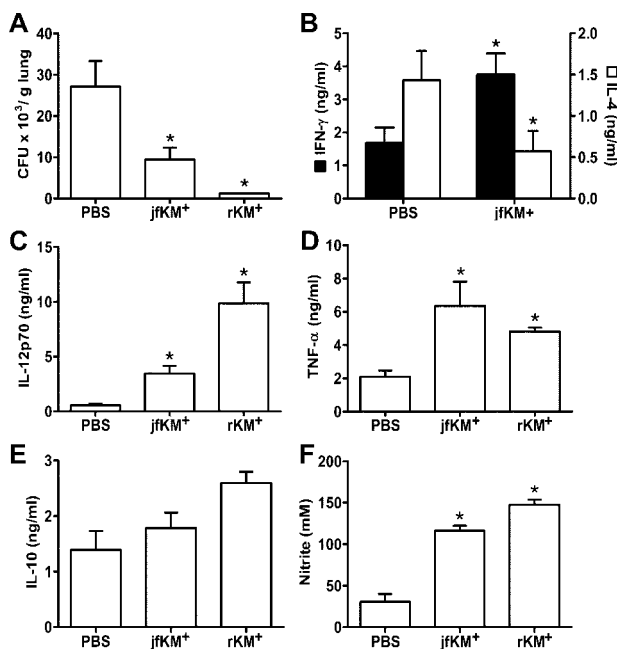 A
CFU x 10³/ g lung
40
30
20
10
0
*
*
PBS
jfKM⁺
rKM⁺
B
IFN-γ (ng/ml)
5
4
3
2
1
0
*
*
2.0
1.5
1.0
0.5
0.0
IL-4 (ng/ml)
PBS
jfKM+
C
IL-12p70 (ng/ml)
15
10
5
0
*
*
PBS
jfKM⁺
rKM⁺
D
TNF-α (ng/ml)
10
8
6
4
2
0
*
*
PBS
jfKM⁺
rKM⁺
E
IL-10 (ng/ml)
3
2
1
0
PBS
jfKM⁺
rKM⁺
F
Nitrite (mM)
200
150
100
50
0
*
*
PBS
jfKM⁺
rKM⁺